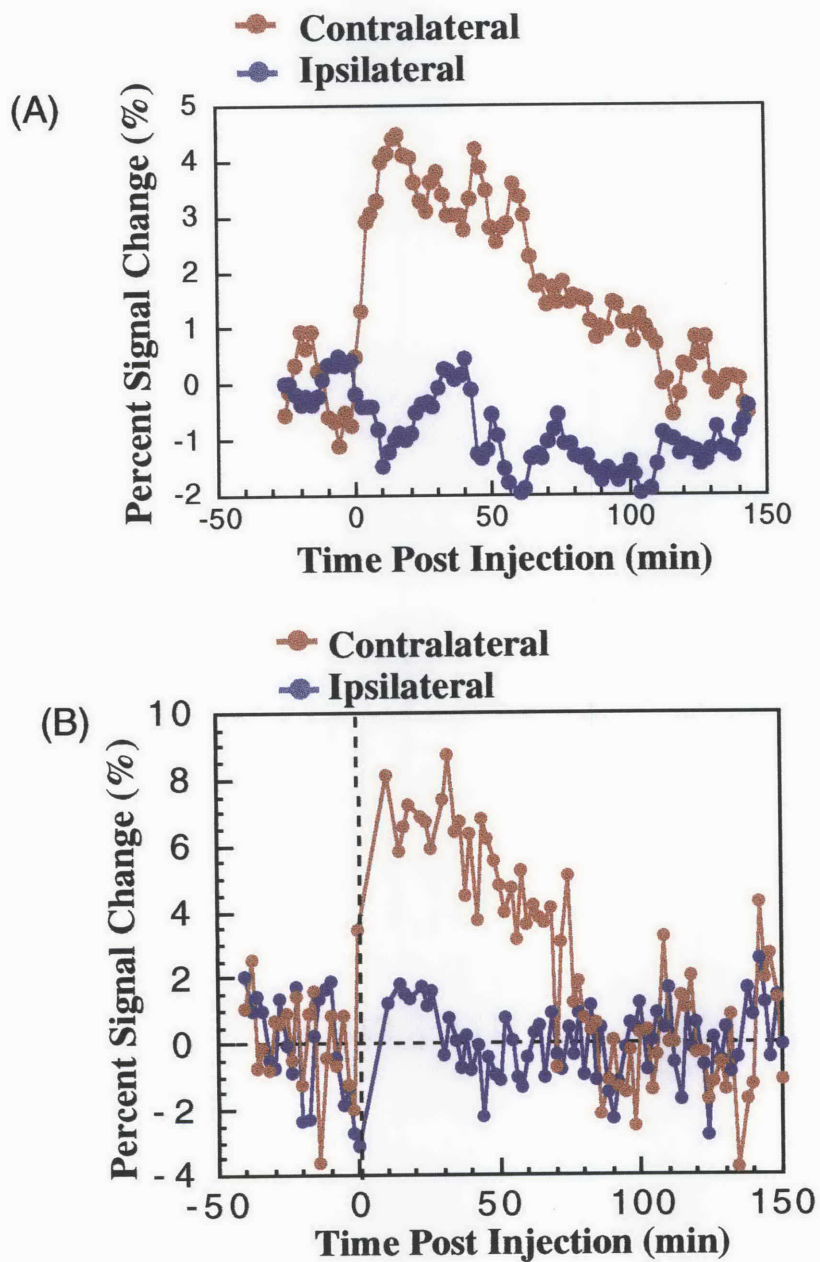 Contralateral
Ipsilateral
(A)
Percent Signal Change (%)
5
4
3
2
1
0
-1
-2
-50
0
50
100
150
Time Post Injection (min)
Contralateral
Ipsilateral
(B)
Percent Signal Change (%)
10
8
6
4
2
0
-2
-4
-50
0
50
100
150
Time Post Injection (min)